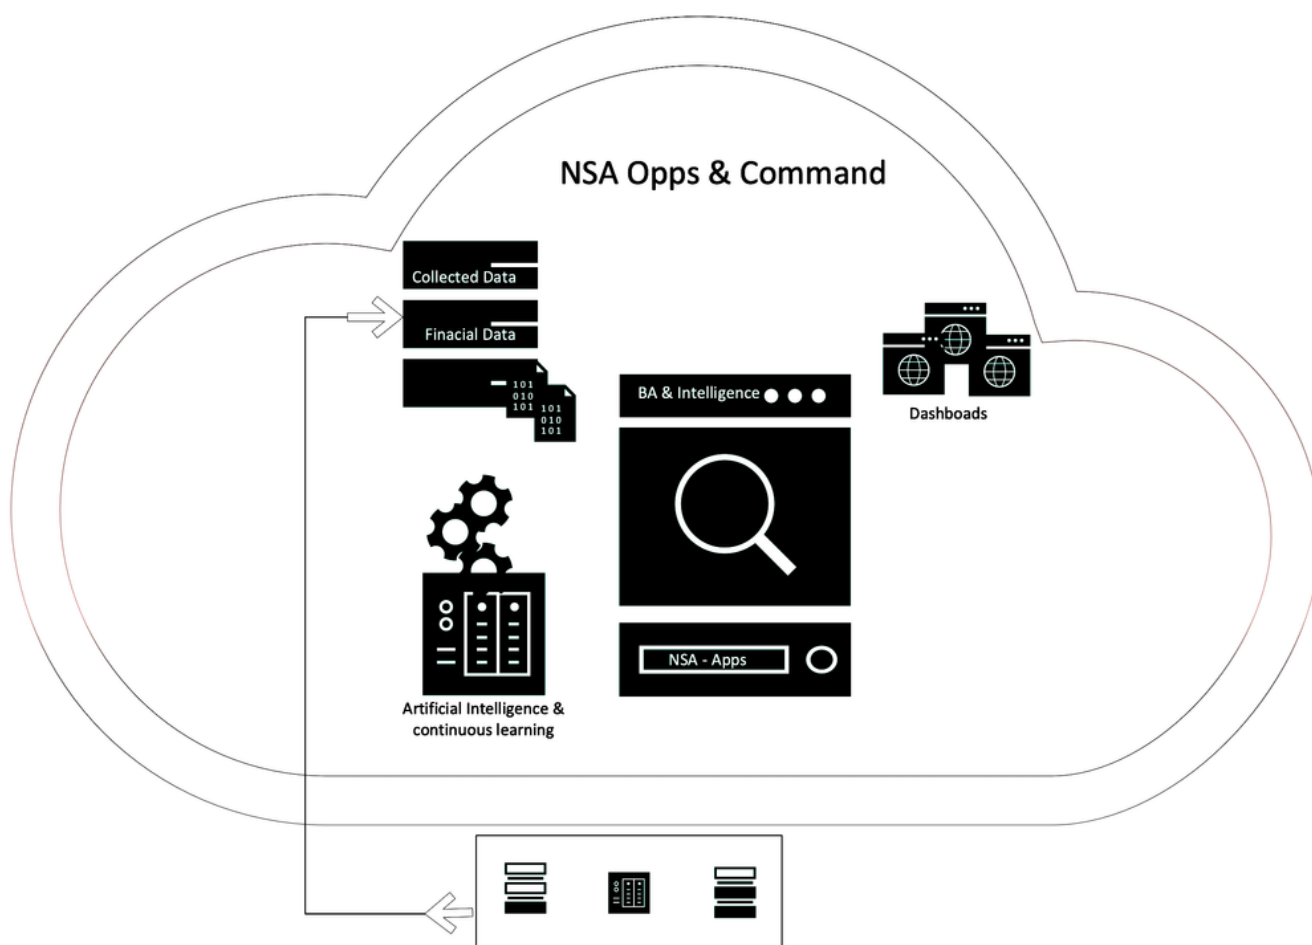 NSA Opps & Command
Collected Data
Finacial Data
101
010
101
101
010
101
BA & Intelligence
Dashboads
NSA - Apps
Artificial Intelligence &
continuous learning